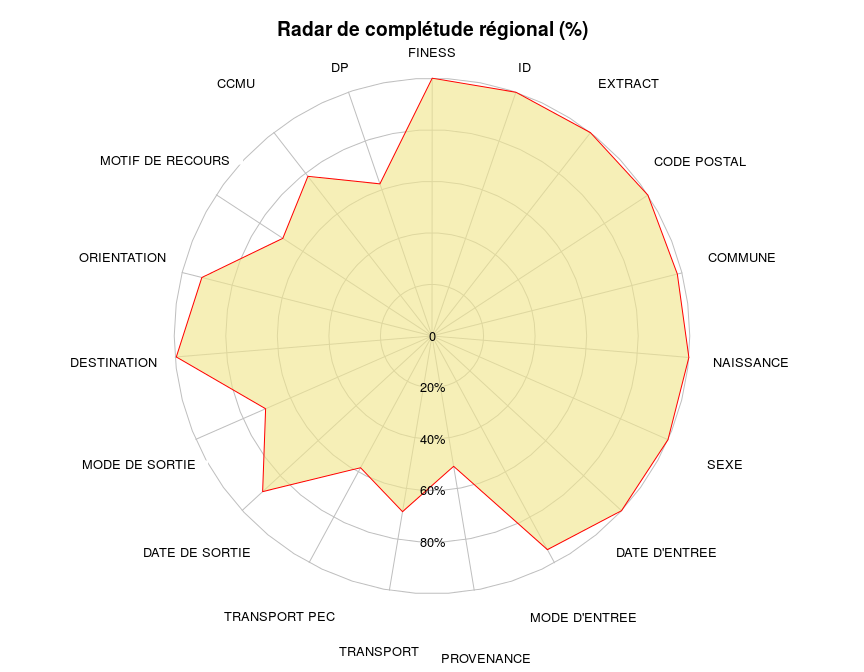 Radar de complétude régional (%)
FINESS
DP
ID
CCMU
EXTRACT
MOTIF DE RECOURS
CODE POSTAL
ORIENTATION
COMMUNE
0
DESTINATION
NAISSANCE
20%
40%
MODE DE SORTIE
SEXE
60%
80%
DATE DE SORTIE
DATE D'ENTREE
TRANSPORT PEC
MODE D'ENTREE
TRANSPORT
PROVENANCE